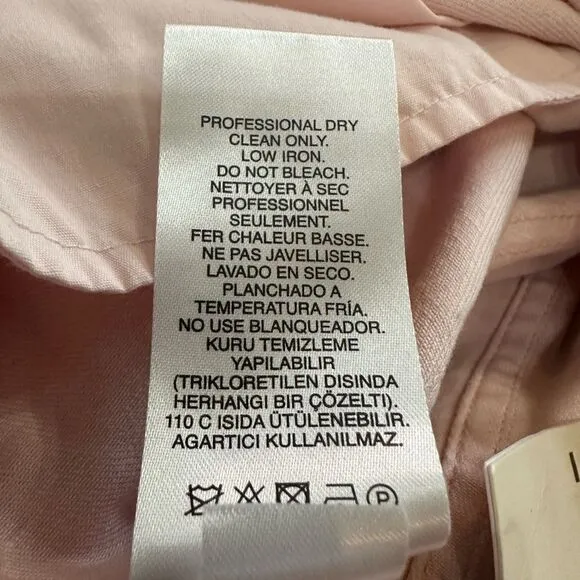 PROFESSIONAL DRY
CLEAN ONLY.
LOW IRON.
DO NOT BLEACH.
NETTOYER À SEC
PROFESSIONNEL
SEULEMENT.
FER CHALEUR BASSE.
NE PAS JAVELLISER.
LAVADO EN SECO.
PLANCHADO A
TEMPERATURA FRÍA.
NO USE BLANQUEADOR.
KURU TEMIZLEME
YAPILABILIR
(TRIKLORETILEN DISINDA
HERHANGI BIR ÇÖZELTI).
110 C ISIDA ÜTÜLENEBILIR.
AGARTICI KULLANILMAZ.
P